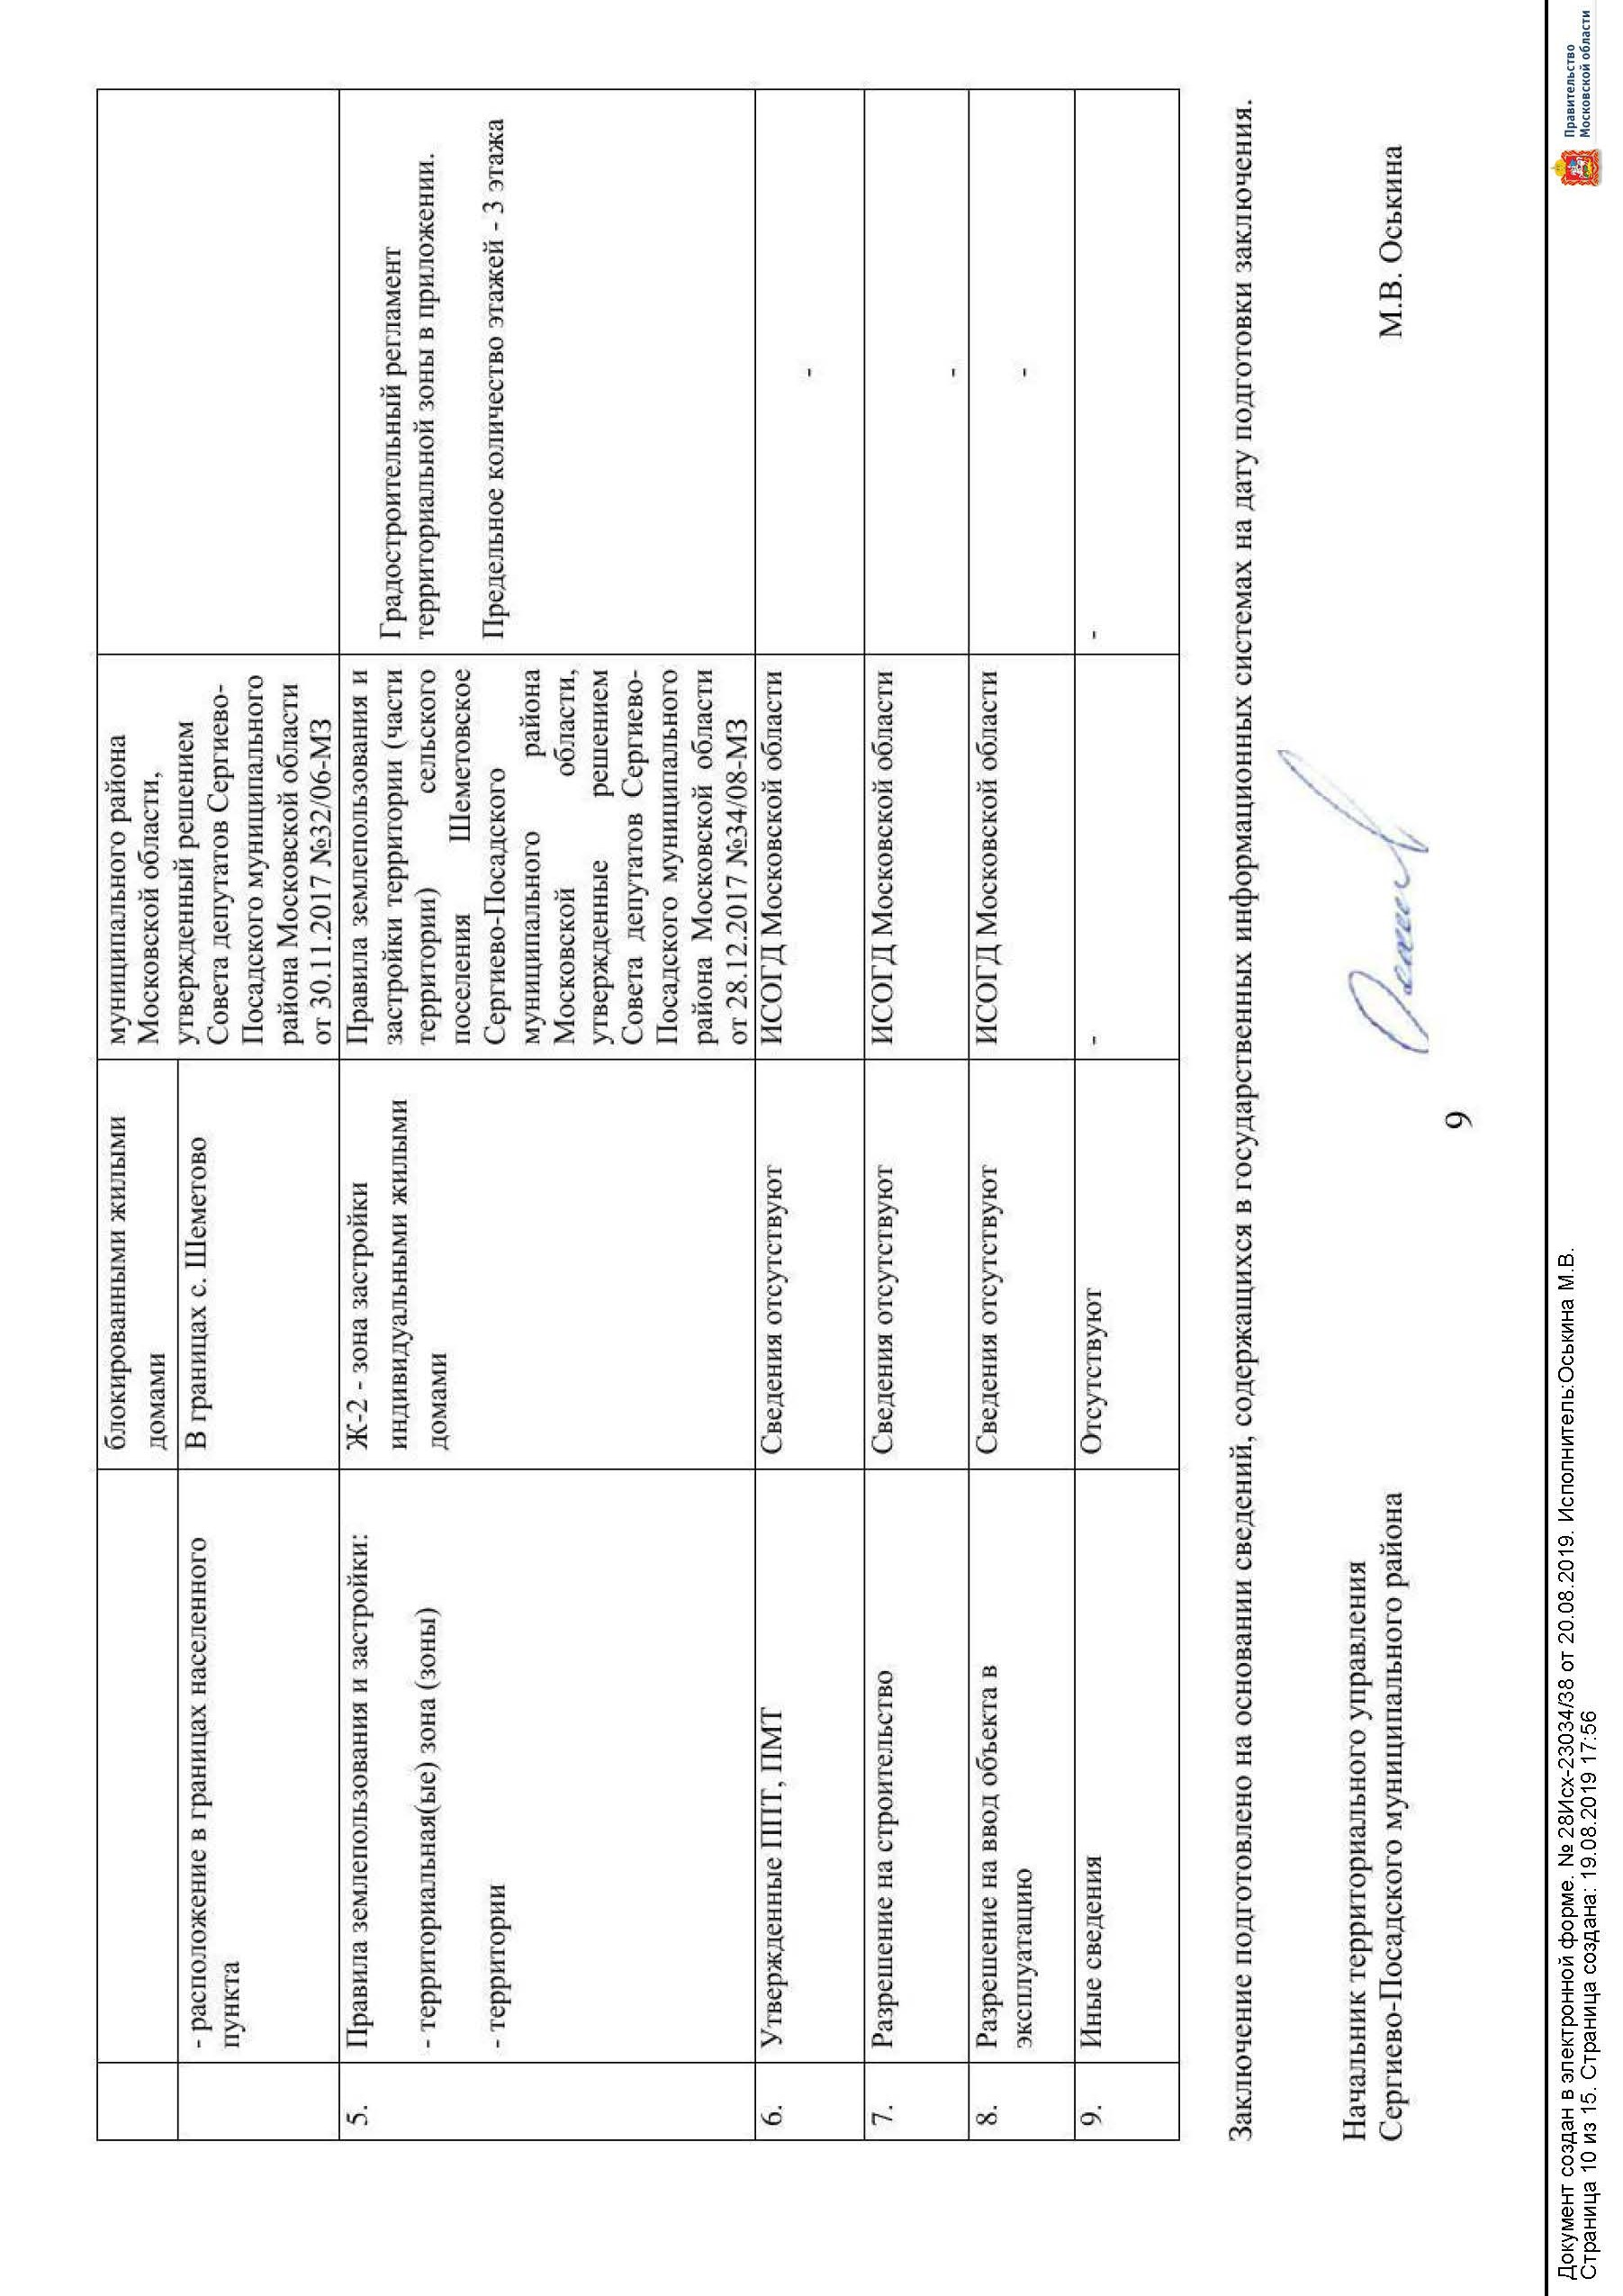 блокированными жилыми
домами
муниципального района
Московской области,
утвержденный решением
Совета депутатов Сергиево-
Посадского муниципального
района Московской области
от 30.11.2017 №32/06-МЗ
- расположение в границах населенного
пункта
В границах с. Шеметово
5.
Правила землепользования и застройки:
- территориальная(ые) зона (зоны)
- территории
Ж-2 - зона застройки
индивидуальными жилыми
домами
Правила землепользования и
застройки территории (части
территории) сельского
поселения Шеметовское
Сергиево-Посадского
муниципального района
Московской области,
утвержденные решением
Совета депутатов Сергиево-
Посадского муниципального
района Московской области
от 28.12.2017 №34/08-МЗ
Градостроительный регламент
территориальной зоны в приложении.
Предельное количество этажей - 3 этажа
6.
Утвержденные ППТ, ПМТ
Сведения отсутствуют
ИСОГД Московской области
-
7.
Разрешение на строительство
Сведения отсутствуют
ИСОГД Московской области
-
8.
Разрешение на ввод объекта в
эксплуатацию
Сведения отсутствуют
ИСОГД Московской области
-
9.
Иные сведения
Отсутствуют
-
-
Заключение подготовлено на основании сведений, содержащихся в государственных информационных системах на дату подготовки заключения.
Начальник территориального управления
Сергиево-Посадского муниципального района
М.В. Оськина
9
Документ создан в электронной форме. № 28Исх-23034/38 от 20.08.2019. Исполнитель:Оськина М.В.
Страница 10 из 15. Страница создана: 19.08.2019 17:56
Правительство
Московской области